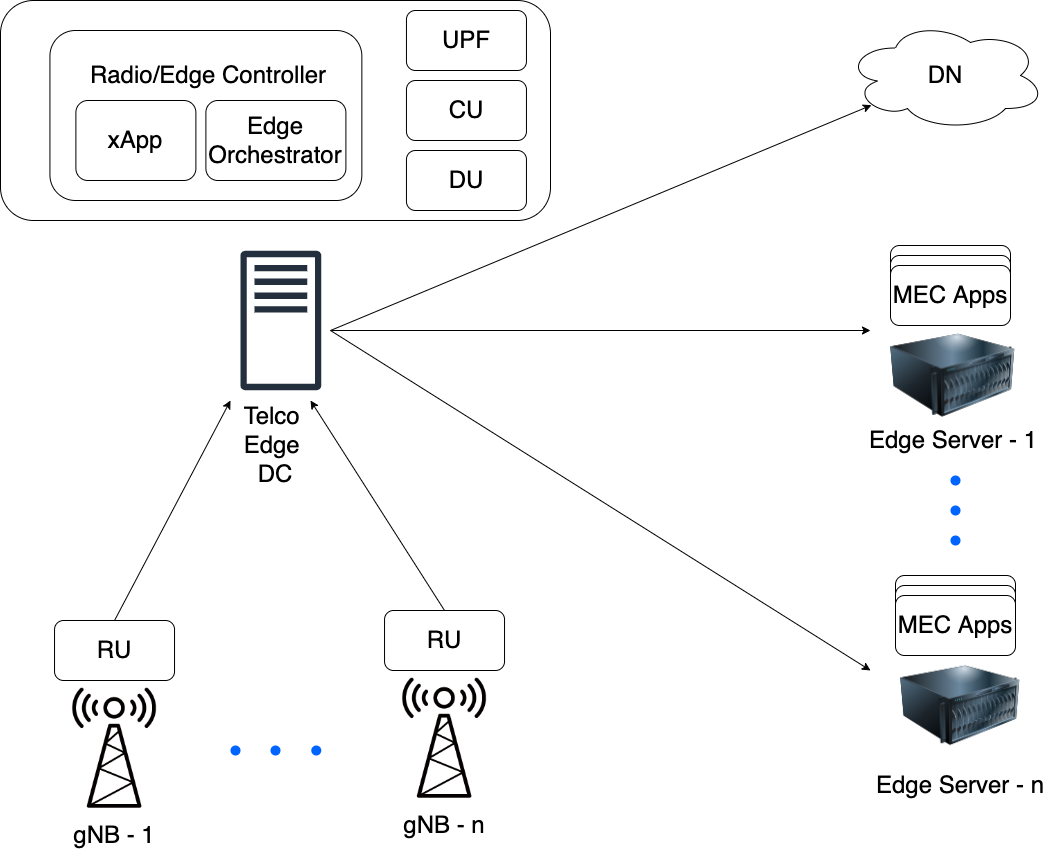 UPF
Radio/Edge Controller
xApp
Edge
Orchestrator
CU
DU
DN
MEC Apps
Edge Server - 1
Telco
Edge
DC
MEC Apps
Edge Server - n
RU
RU
gNB - 1
gNB - n